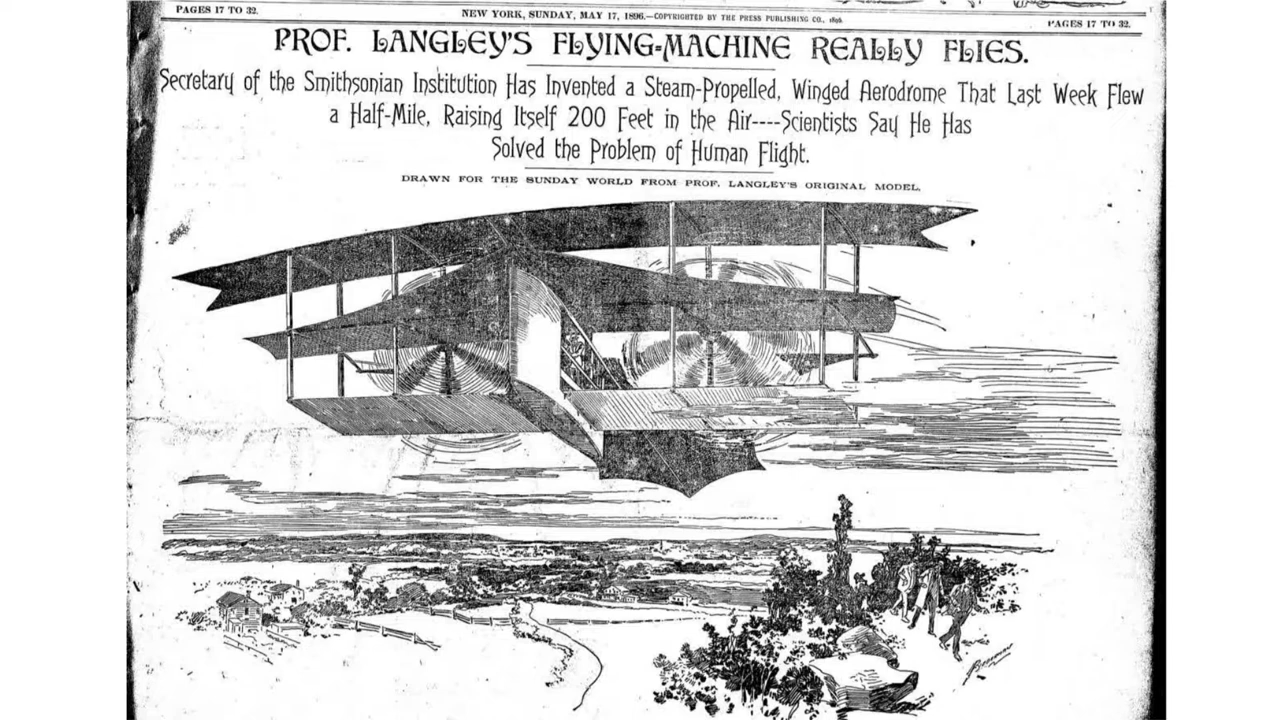 PAGES 17 TO 32.
NEW YORK, SUNDAY, MAY 17, 1896.—COPYRIGHTED BY THE PRESS PUBLISHING CO., 1896.
PAGES 17 TO 32.
PROF. LANGLEY'S FLYING-MACHINE REALLY FLIES.
Secretary of the Smithsonian Institution Has Invented a Steam-Propelled, Winged Aerodrome That Last Week Flew
a Half-Mile, Raising Itself 200 Feet in the Air----Scientists Say He Has
Solved the Problem of Human Flight.
DRAWN FOR THE SUNDAY WORLD FROM PROF. LANGLEY'S ORIGINAL MODEL.